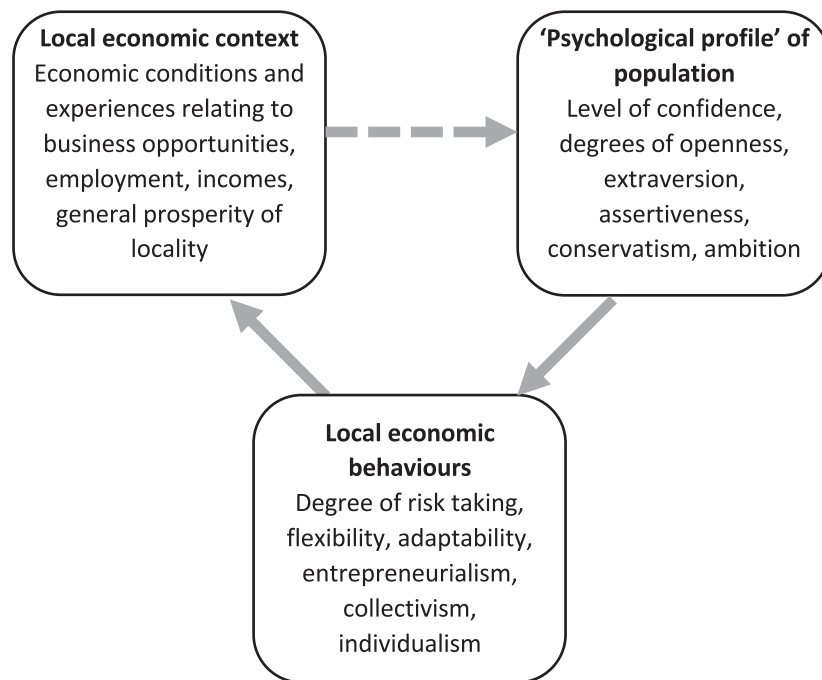 Local economic context
Economic conditions and
experiences relating to
business opportunities,
employment, incomes,
general prosperity of
locality
‘Psychological profile’ of
population
Level of confidence,
degrees of openness,
extraversion,
assertiveness,
conservatism, ambition
Local economic
behaviours
Degree of risk taking,
flexibility, adaptability,
entrepreneurialism,
collectivism,
individualism